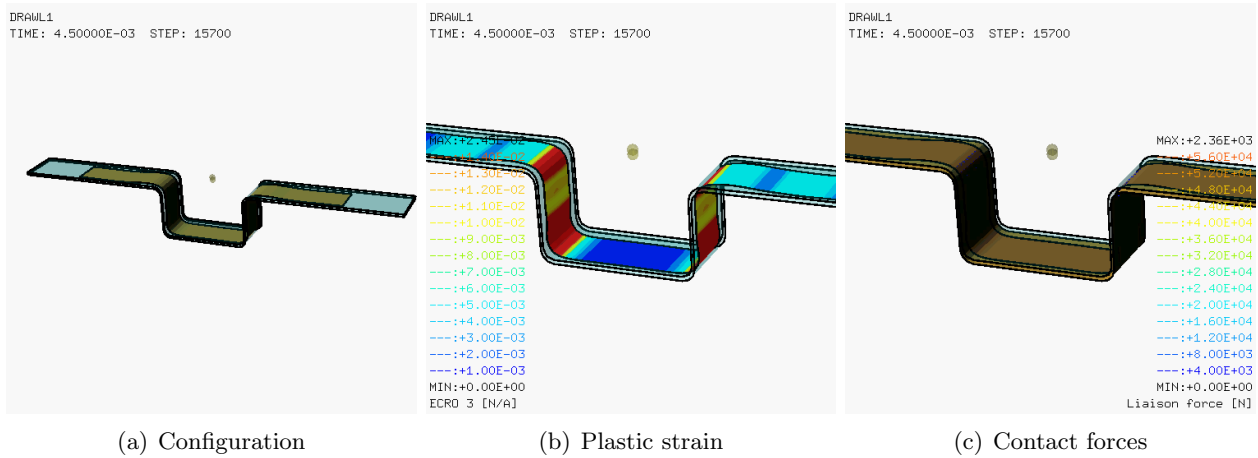 DRAWL1
TIME: 4.50000E-03 STEP: 15700
DRAWL1
TIME: 4.50000E-03 STEP: 15700
MAX:+2.45E-02
---:+1.30E-02
---:+1.20E-02
---:+1.10E-02
---:+1.00E-02
---:+9.00E-03
---:+8.00E-03
---:+7.00E-03
---:+6.00E-03
---:+5.00E-03
---:+4.00E-03
---:+3.00E-03
---:+2.00E-03
---:+1.00E-03
MIN:+0.00E+00
ECRO 3 [N/A]
DRAWL1
TIME: 4.50000E-03 STEP: 15700
MAX:+2.36E+03
---:+5.60E+04
---:+5.20E+04
---:+4.80E+04
---:+4.00E+04
---:+3.60E+04
---:+3.20E+04
---:+2.80E+04
---:+2.40E+04
---:+2.00E+04
---:+1.60E+04
---:+1.20E+04
---:+8.00E+03
---:+4.00E+03
MIN:+0.00E+00
Liaison force [N]
(a) Configuration
(b) Plastic strain
(c) Contact forces